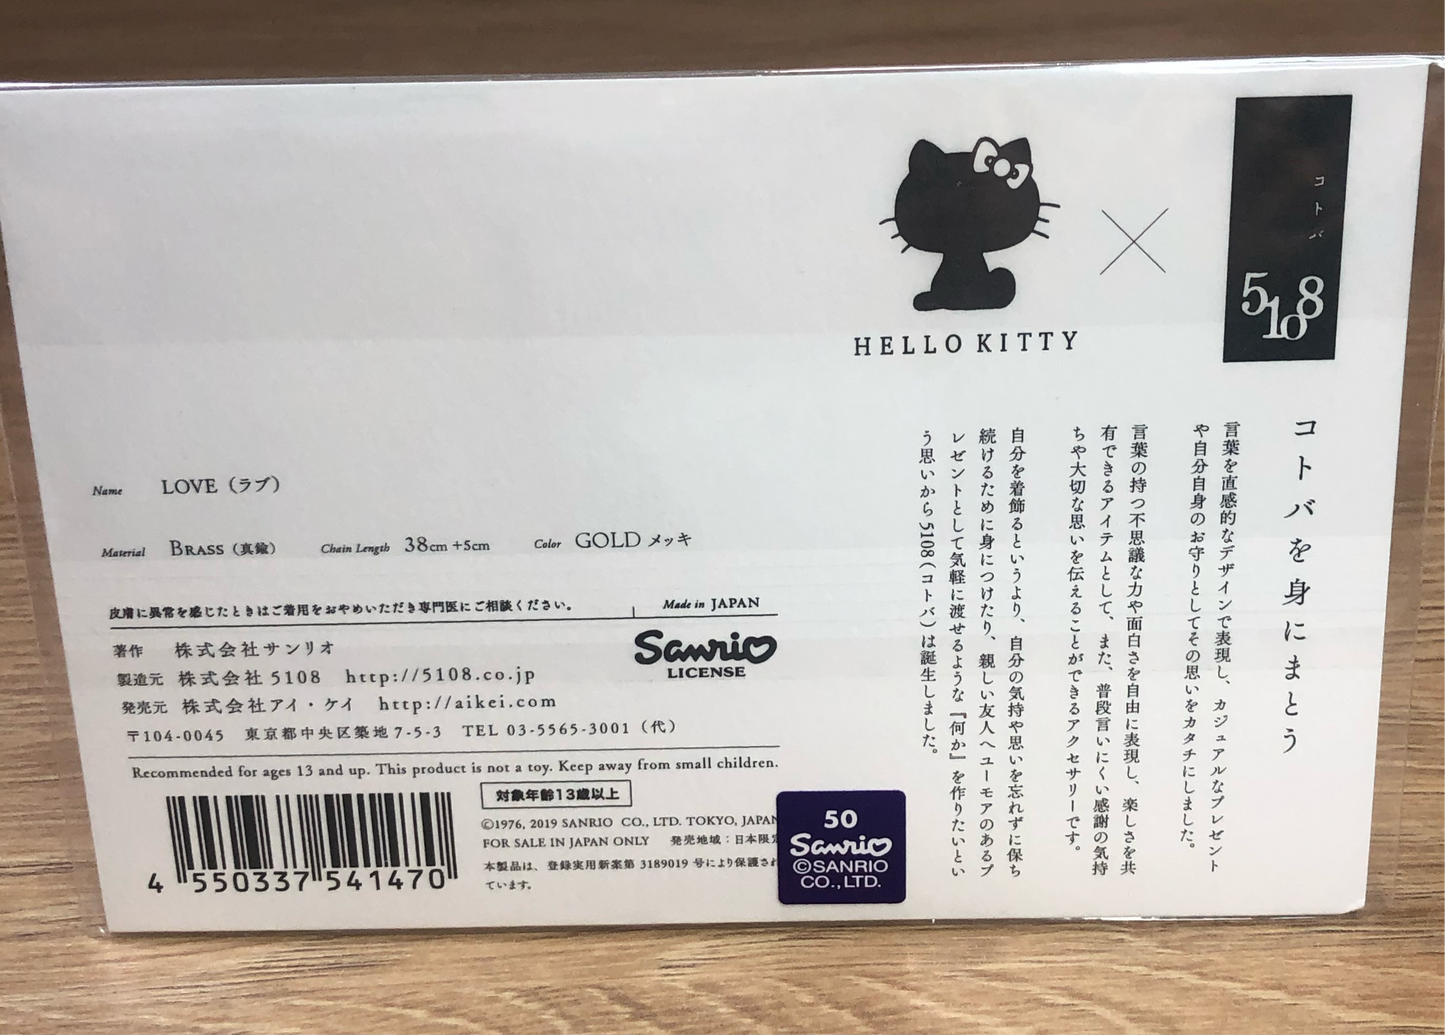 コトバ
5108
HELLO KITTY
コトバを身にまとう
言葉を直感的なデザインで表現し、カジュアルなプレゼント
や自分自身のお守りとしてその思いをカタチにしました。
言葉の持つ不思議な力や面白さを自由に表現し、楽しさを共
有できるアイテムとして、また、普段言いにくい感謝の気持
ちや大切な思いを伝えることができるアクセサリーです。
自分を着飾るというより、自分の気持や思いを忘れずに保ち
続けるために身につけたり、親しい友人へユーモアのあるプ
レゼントとして気軽に渡せるような『何か』を作りたいとい
う思いから5108(コトバ)は誕生しました。
Name LOVE（ラブ）
Material BRASS（真鍮） Chain Length 38cm +5cm Color GOLD メッキ
皮膚に異常を感じたときはご着用をおやめいただき専門医にご相談ください。 Made in JAPAN
著作 株式会社サンリオ
Sanrio
LICENSE
製造元 株式会社 5108 http://5108.co.jp
発売元 株式会社アイ・ケイ http://aikei.com
〒104-0045 東京都中央区築地 7-5-3 TEL 03-5565-3001（代）
Recommended for ages 13 and up. This product is not a toy. Keep away from small children.
対象年齢13歳以上
©1976, 2019 SANRIO CO., LTD. TOKYO, JAPAN
FOR SALE IN JAPAN ONLY 発売地域：日本限定
本製品は、登録実用新案第 3189019 号により保護され
ています。
4 550337 541470
50
Sanrio
©SANRIO
CO., LTD.